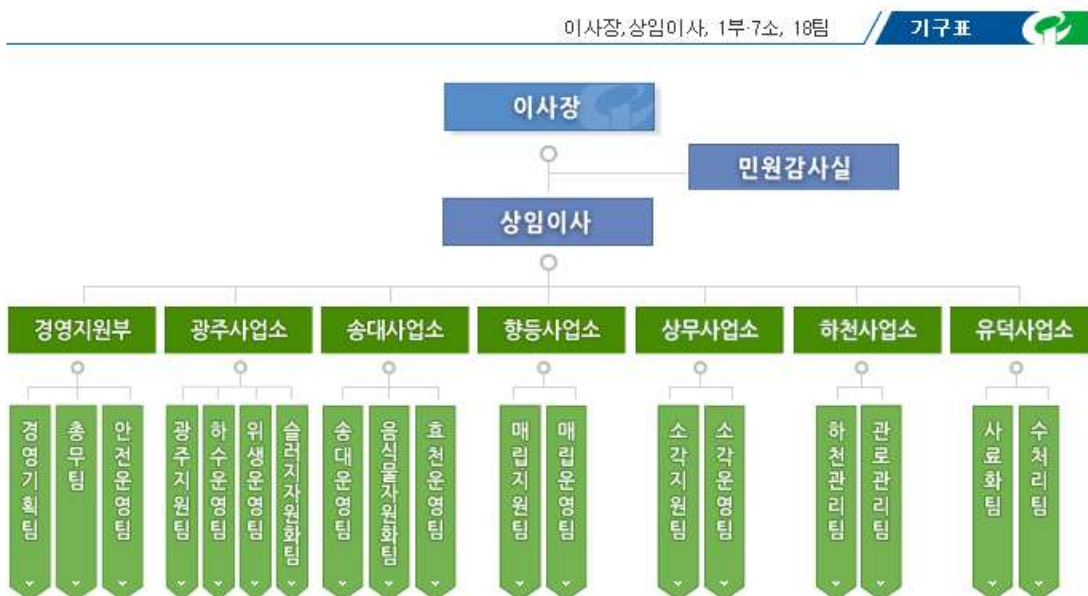 이사장,상임이사, 1부·7소, 18팀
기구표
이사장
민원감사실
상임이사
경영지원부
광주사업소
송대사업소
향등사업소
상무사업소
하천사업소
유덕사업소
경영기획팀
총무팀
안전운영팀
광주지원팀
하수운영팀
위생운영팀
슬러지자원화팀
송대운영팀
음식물자원화팀
효천운영팀
매립지원팀
매립운영팀
소각지원팀
소각운영팀
하천관리팀
관로관리팀
사료화팀
수처리팀